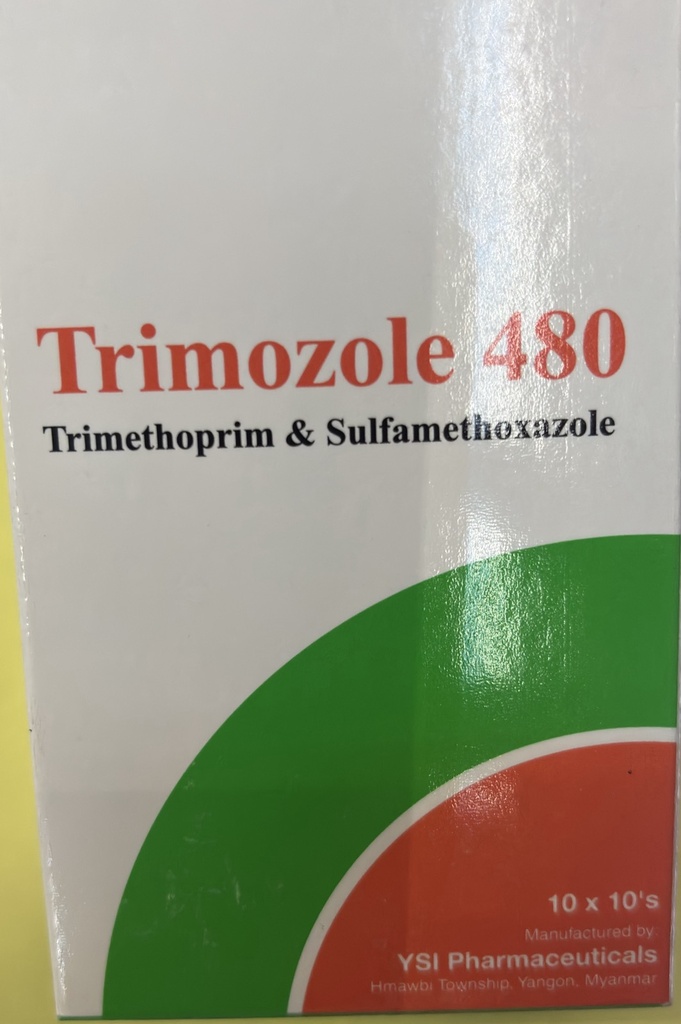 Trimozole 480
Trimethoprim & Sulfamethoxazole
10 x 10's
Manufactured by:
YSI Pharmaceuticals
Hmawbi Township, Yangon, Myanmar